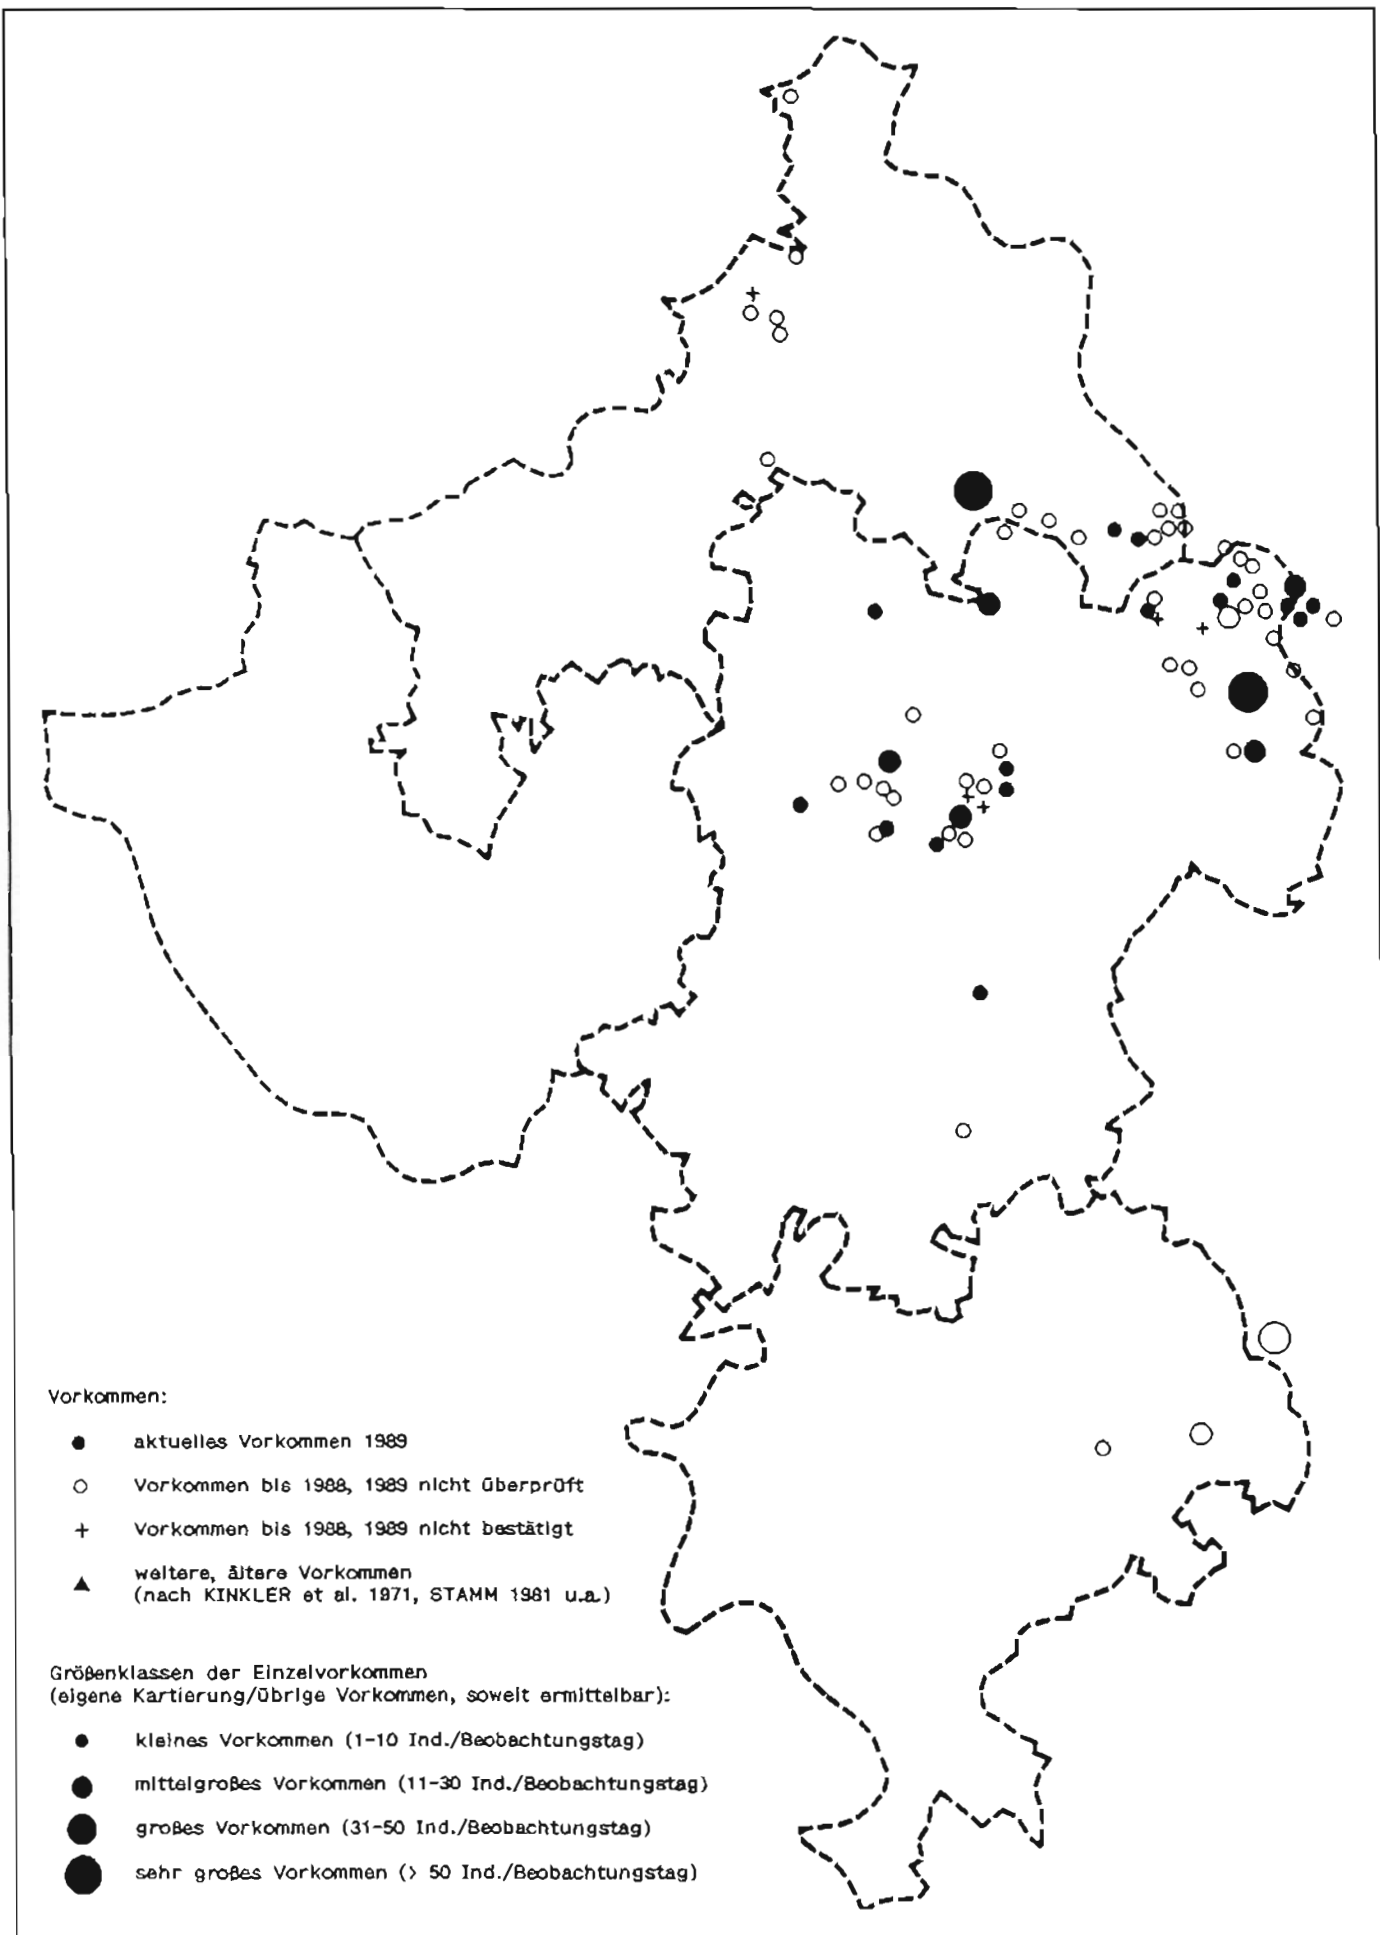 Vorkommen:
aktuelles Vorkommen 1989
Vorkommen bis 1988, 1989 nicht überprüft
Vorkommen bis 1988, 1989 nicht bestätigt
weitere, ältere Vorkommen
(nach KINKLER et al. 1971, STAMM 1981 u.a.)
Größenklassen der Einzelvorkommen
(eigene Kartierung/übrige Vorkommen, soweit ermittelbar):
kleines Vorkommen (1-10 Ind./Beobachtungstag)
mittelgroßes Vorkommen (11-30 Ind./Beobachtungstag)
großes Vorkommen (31-50 Ind./Beobachtungstag)
sehr großes Vorkommen (> 50 Ind./Beobachtungstag)